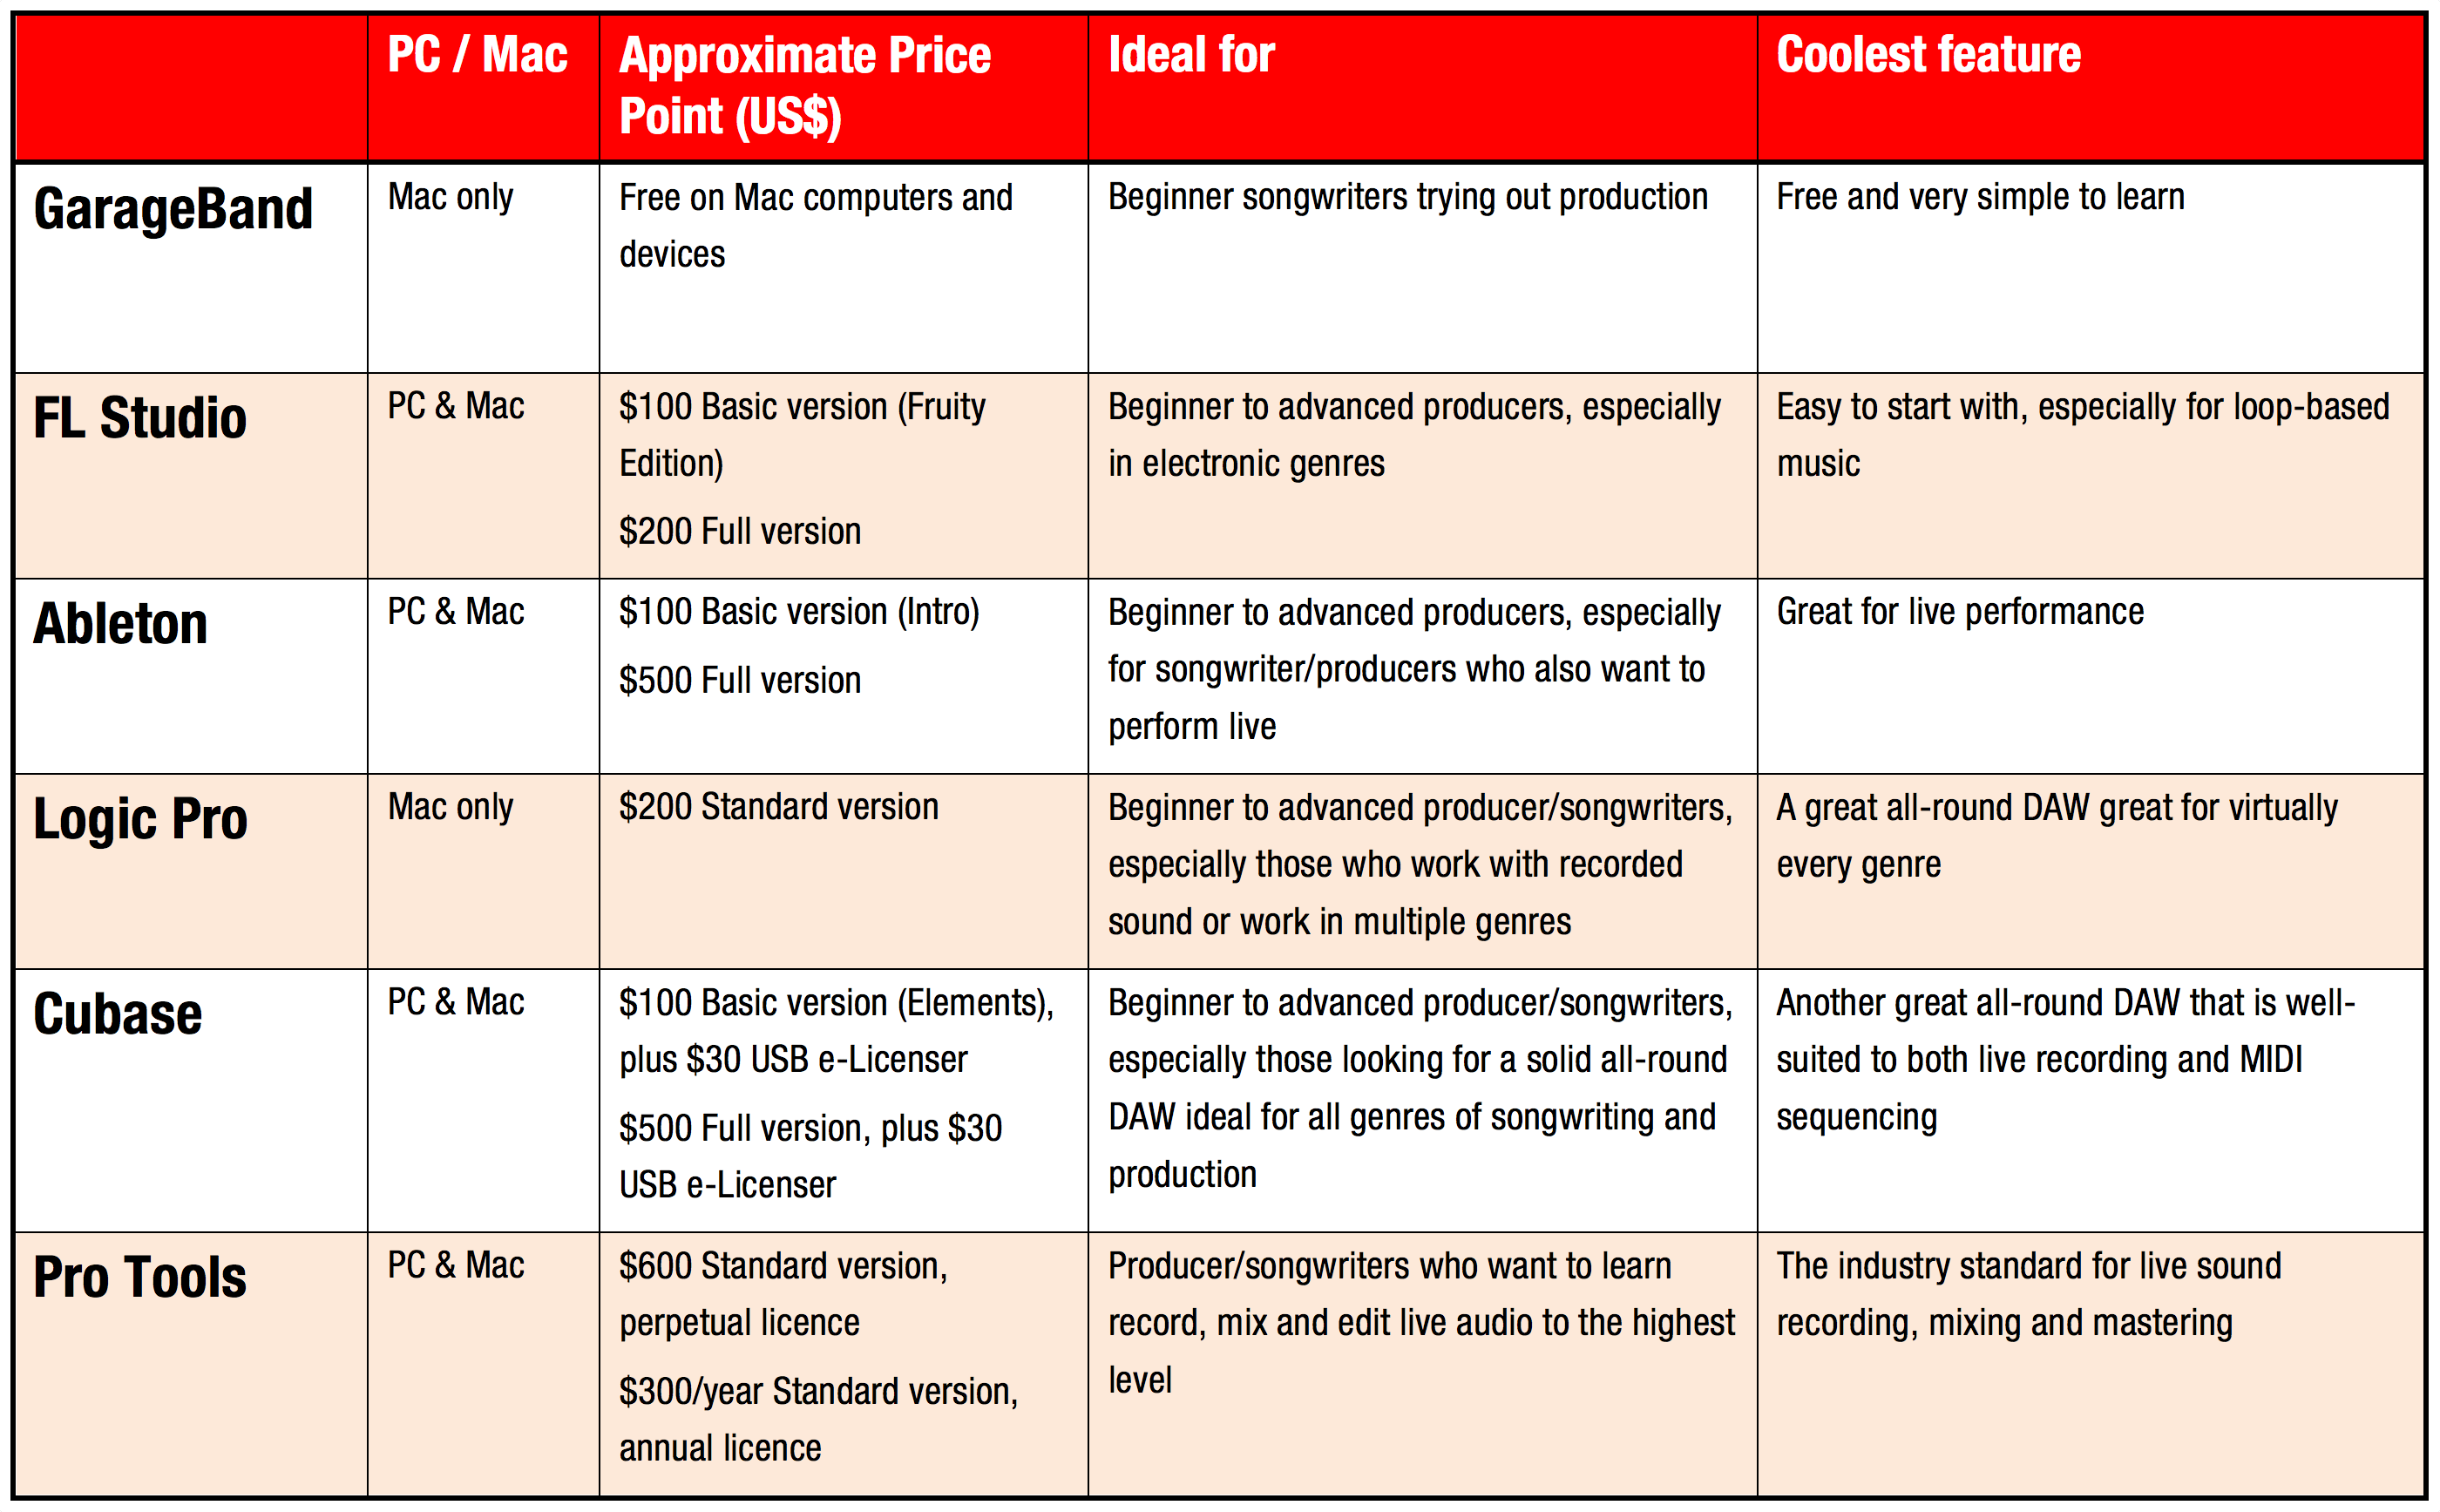 PC / Mac
Approximate Price
Point (US$)
Ideal for
Coolest feature
GarageBand
Mac only
Free on Mac computers and
devices
Beginner songwriters trying out production
Free and very simple to learn
FL Studio
PC & Mac
$100 Basic version (Fruity
Edition)
$200 Full version
Beginner to advanced producers, especially
in electronic genres
Easy to start with, especially for loop-based
music
Ableton
PC & Mac
$100 Basic version (Intro)
$500 Full version
Beginner to advanced producers, especially
for songwriter/producers who also want to
perform live
Great for live performance
Logic Pro
Mac only
$200 Standard version
Beginner to advanced producer/songwriters,
especially those who work with recorded
sound or work in multiple genres
A great all-round DAW great for virtually
every genre
Cubase
PC & Mac
$100 Basic version (Elements),
plus $30 USB e-Licenser
$500 Full version, plus $30
USB e-Licenser
Beginner to advanced producer/songwriters,
especially those looking for a solid all-round
DAW ideal for all genres of songwriting and
production
Another great all-round DAW that is well-
suited to both live recording and MIDI
sequencing
Pro Tools
PC & Mac
$600 Standard version,
perpetual licence
$300/year Standard version,
annual licence
Producer/songwriters who want to learn
record, mix and edit live audio to the highest
level
The industry standard for live sound
recording, mixing and mastering